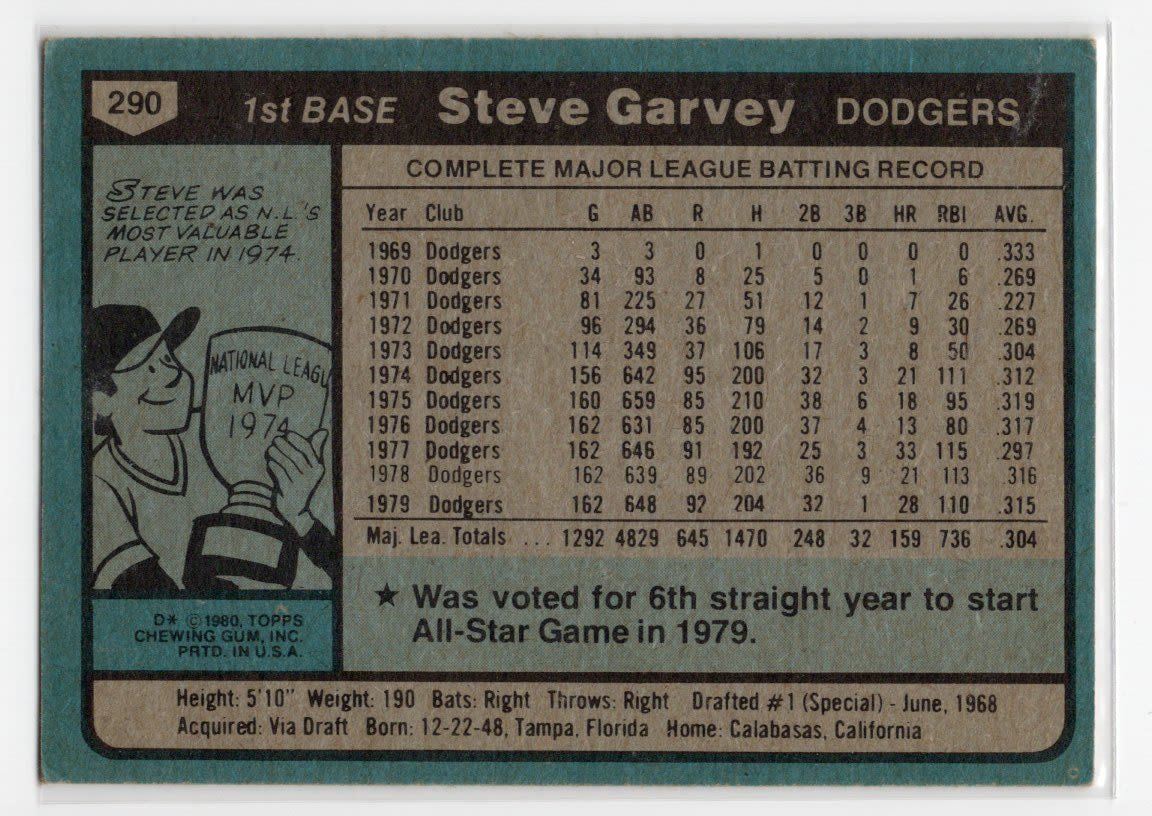 290 1st BASE Steve Garvey DODGERS
STEVE WAS
SELECTED AS N.L.'S
MOST VALUABLE
PLAYER IN 1974.
NATIONAL LEAGU
MVP
1974
D* © 1980, TOPPS
CHEWING GUM, INC.
PRTD. IN U.S.A.
COMPLETE MAJOR LEAGUE BATTING RECORD
Year Club G AB R H 2B 3B HR RBI AVG.
1969 Dodgers 3 3 0 1 0 0 0 0 .333
1970 Dodgers 34 93 8 25 5 0 1 6 .269
1971 Dodgers 81 225 27 51 12 1 7 26 .227
1972 Dodgers 96 294 36 79 14 2 9 30 .269
1973 Dodgers 114 349 37 106 17 3 8 50 .304
1974 Dodgers 156 642 95 200 32 3 21 111 .312
1975 Dodgers 160 659 85 210 38 6 18 95 .319
1976 Dodgers 162 631 85 200 37 4 13 80 .317
1977 Dodgers 162 646 91 192 25 3 33 115 .297
1978 Dodgers 162 639 89 202 36 9 21 113 .316
1979 Dodgers 162 648 92 204 32 1 28 110 .315
Maj. Lea. Totals ... 1292 4829 645 1470 248 32 159 736 .304
★ Was voted for 6th straight year to start
All-Star Game in 1979.
Height: 5'10" Weight: 190 Bats: Right Throws: Right Drafted #1 (Special) - June, 1968
Acquired: Via Draft Born: 12-22-48, Tampa, Florida Home: Calabasas, California